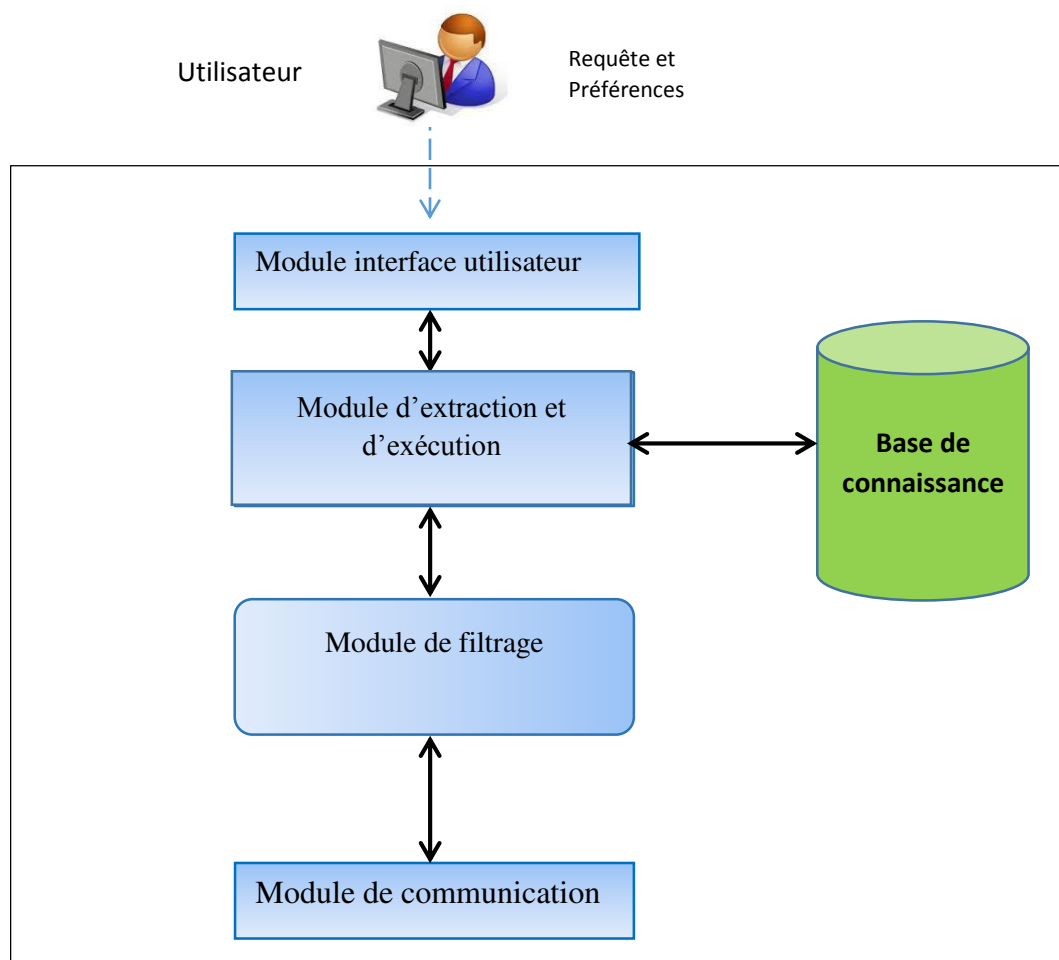 Utilisateur
Requête et
Préférences
Module interface utilisateur
Module d’extraction et
d’exécution
Base de
connaissance
Module de filtrage
Module de communication